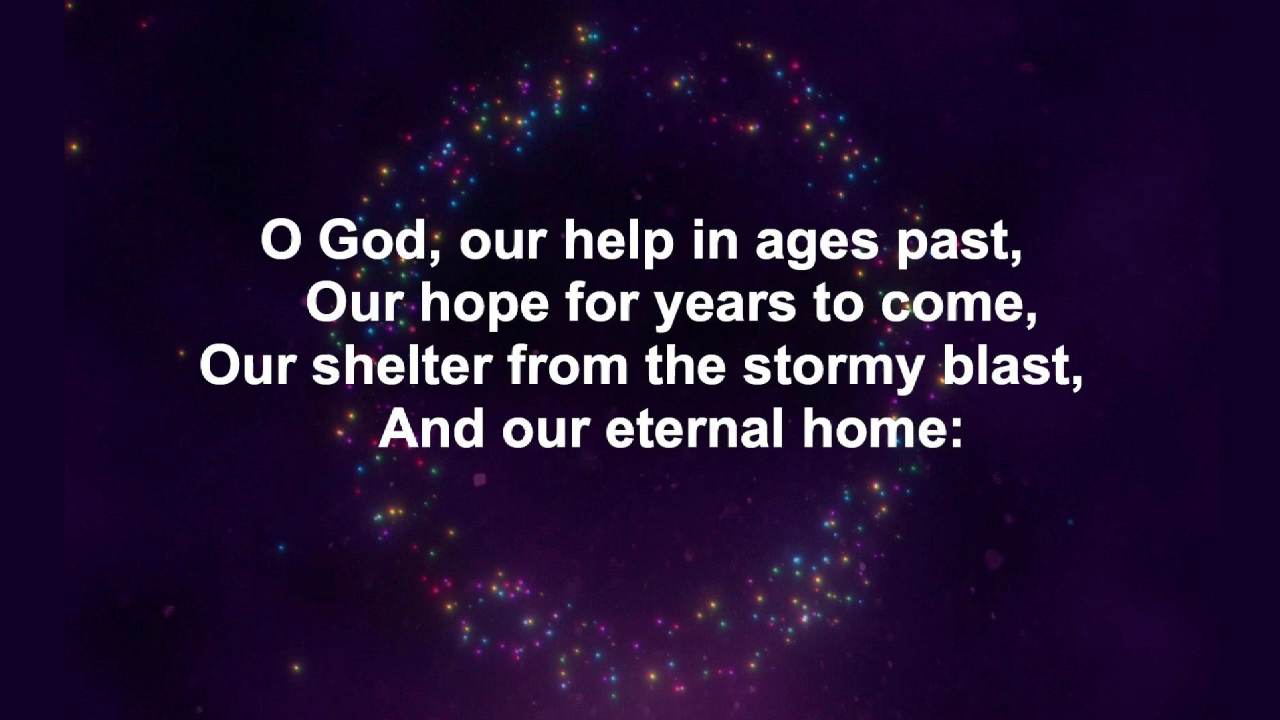 O God, our help in ages past,
Our hope for years to come,
Our shelter from the stormy blast,
And our eternal home: